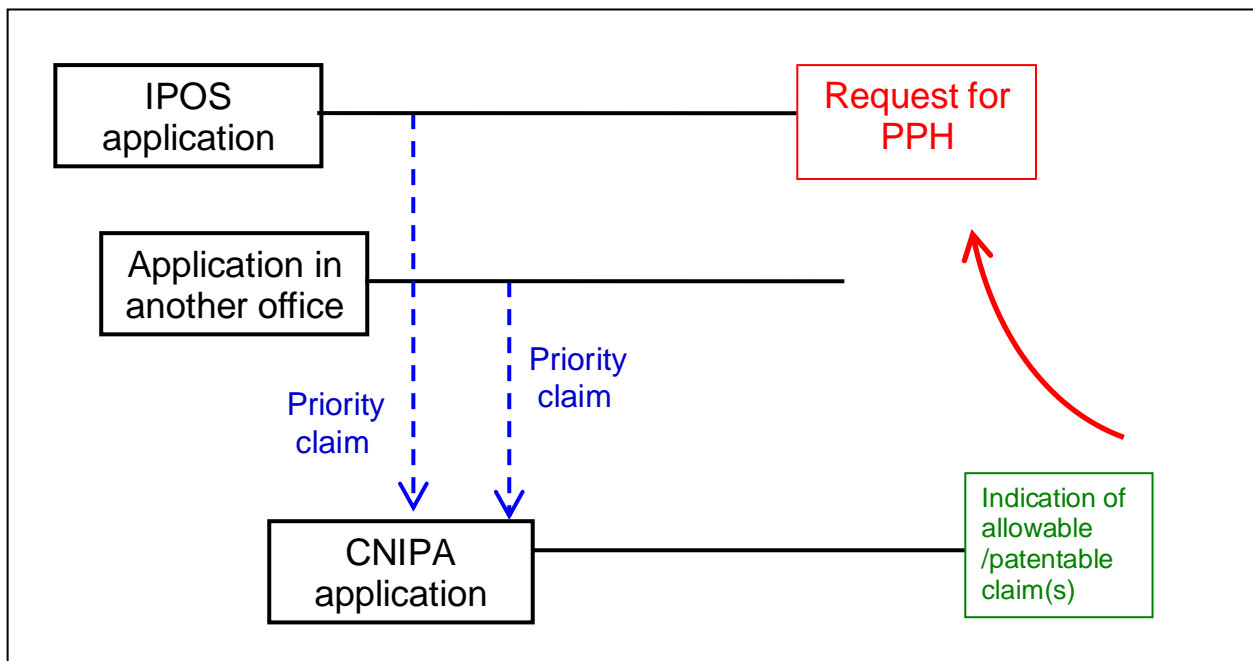 IPOS
application
Request for
PPH
Application in
another office
Priority
claim
Priority
claim
CNIPA
application
Indication of
allowable
/patentable
claim(s)